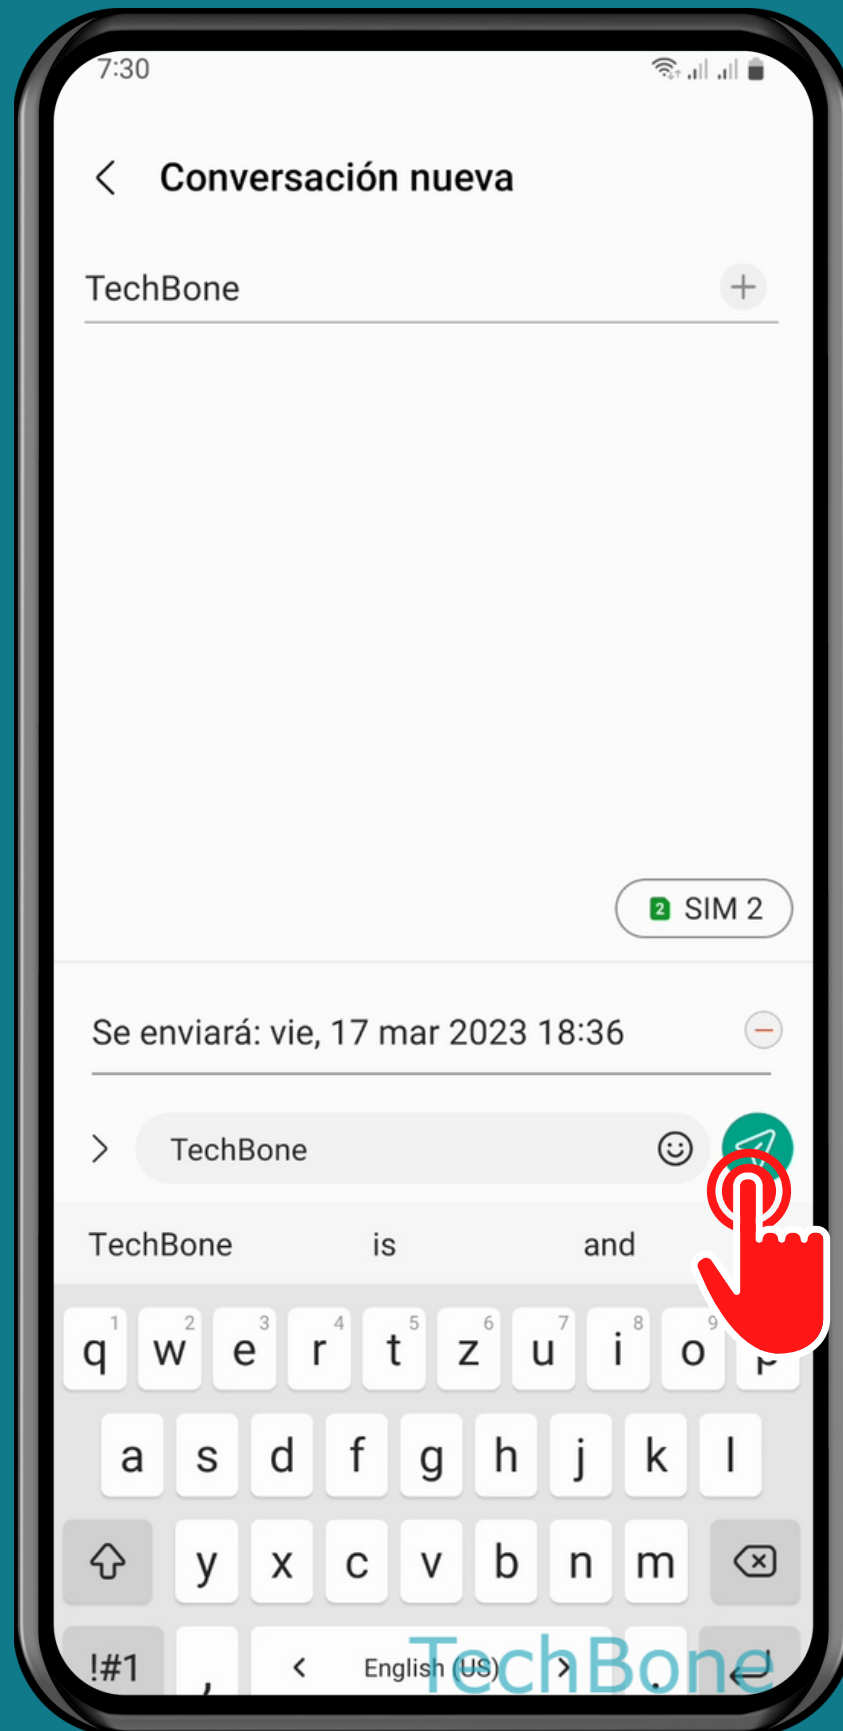 7:30
Conversación nueva
TechBone
SIM 2
2
Se enviará: vie, 17 mar 2023 18:36
TechBone
TechBone is and
1 2 3 4 5 6 7 8 9
q w e r t z u i o p
a s d f g h j k l
y x c v b n m
!#1 , English (US) .
TechBone